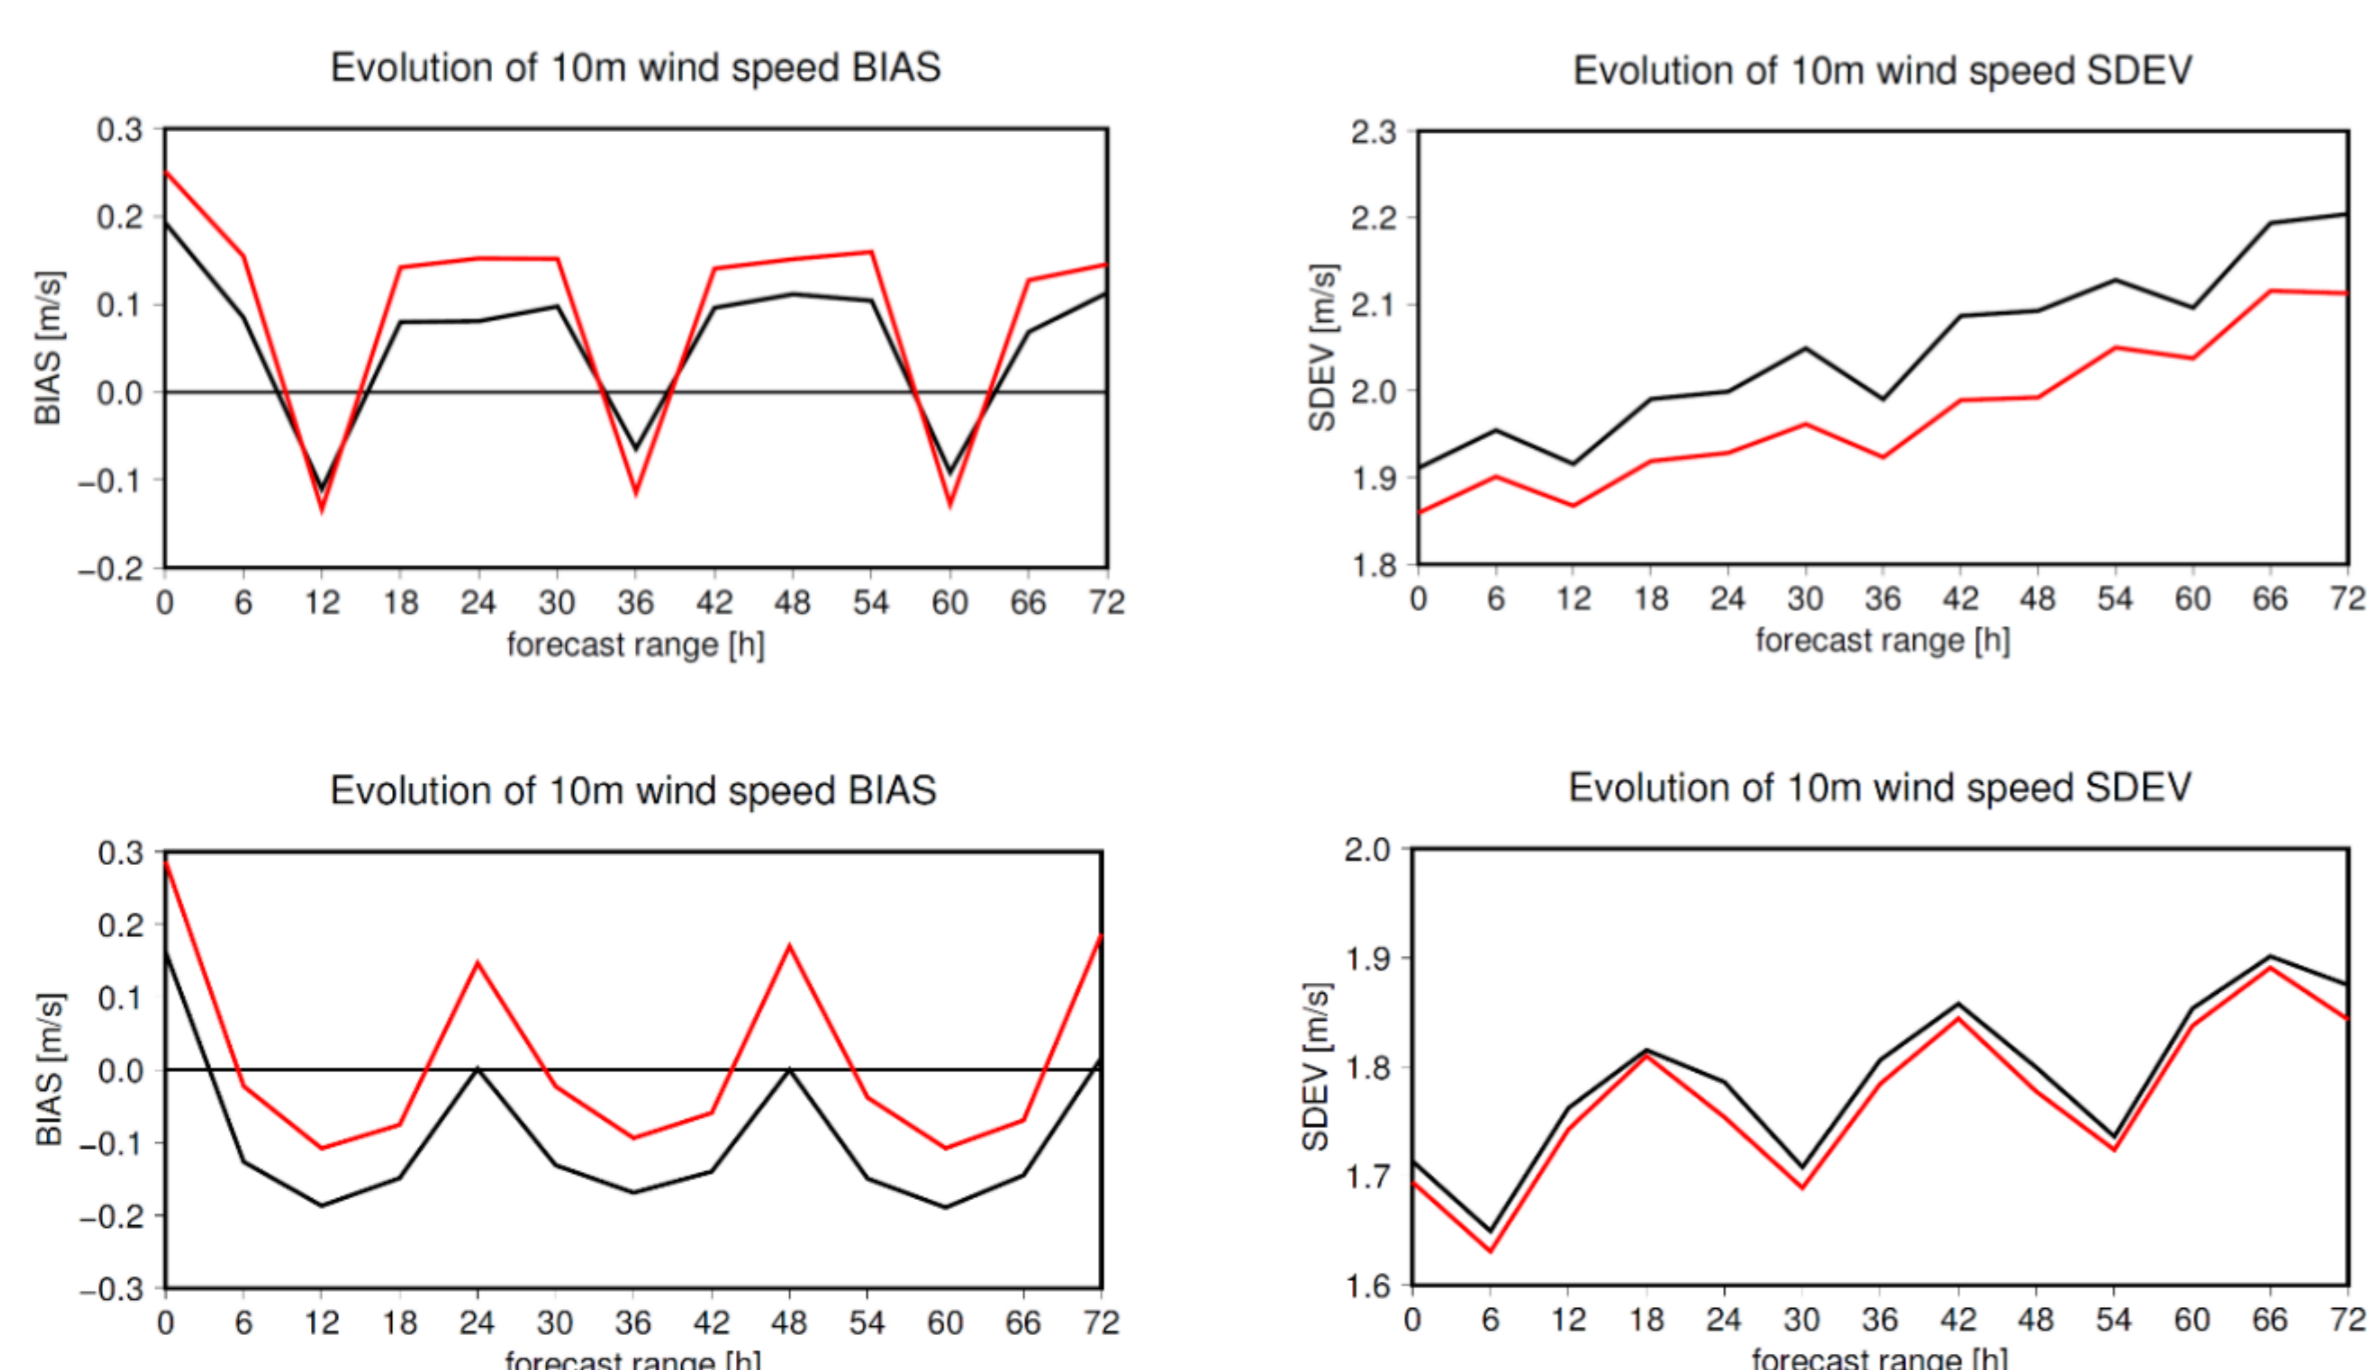 Evolution of 10m wind speed BIAS
0.3
0.2
0.1
0.0
−0.1
−0.2
BIAS [m/s]
0 6 12 18 24 30 36 42 48 54 60 66 72
forecast range [h]
Evolution of 10m wind speed SDEV
2.3
2.2
2.1
2.0
1.9
1.8
SDEV [m/s]
0 6 12 18 24 30 36 42 48 54 60 66 72
forecast range [h]
Evolution of 10m wind speed BIAS
0.3
0.2
0.1
0.0
−0.1
−0.2
−0.3
BIAS [m/s]
0 6 12 18 24 30 36 42 48 54 60 66 72
forecast range [h]
Evolution of 10m wind speed SDEV
2.0
1.9
1.8
1.7
1.6
SDEV [m/s]
0 6 12 18 24 30 36 42 48 54 60 66 72
forecast range [h]